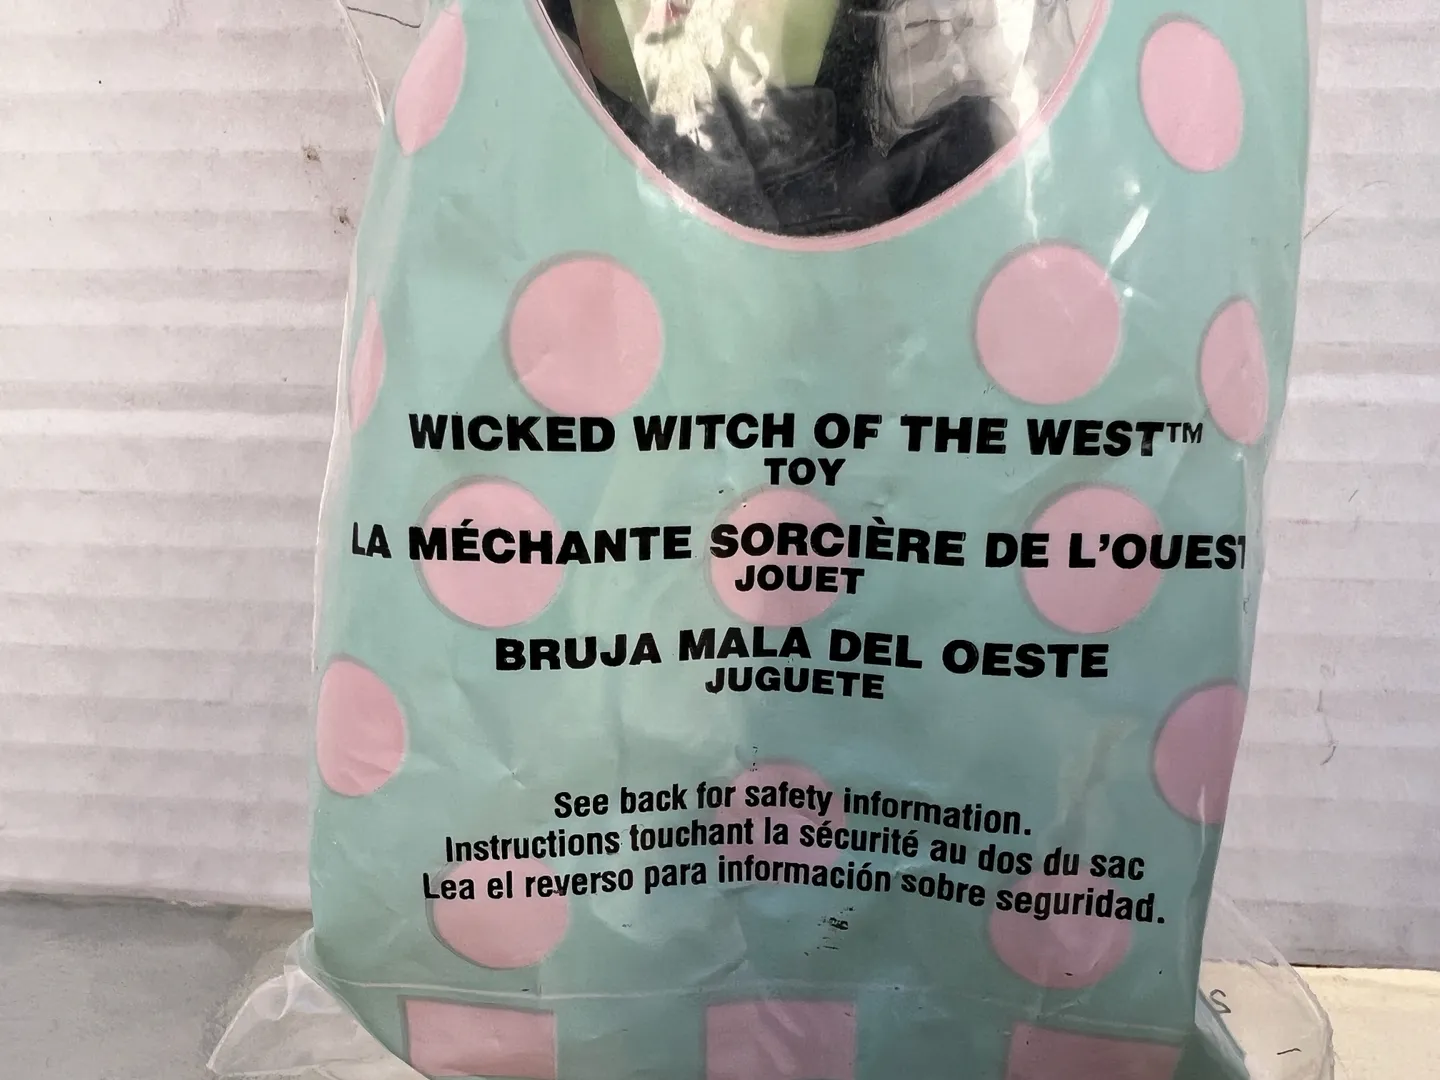 WICKED WITCH OF THE WEST™
TOY
LA MÉCHANTE SORCIÈRE DE L'OUEST
JOUET
BRUJA MALA DEL OESTE
JUGUETE
See back for safety information.
Instructions touchant la sécurité au dos du sac
Lea el reverso para información sobre seguridad.